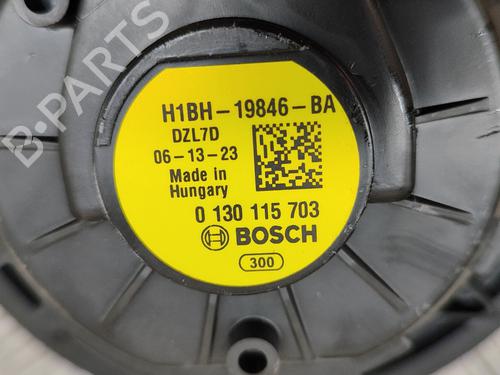 B-PARTS
H1BH-19846-BA
DZL7D
06-13-23
Made in
Hungary
0 130 115 703
BOSCH
300